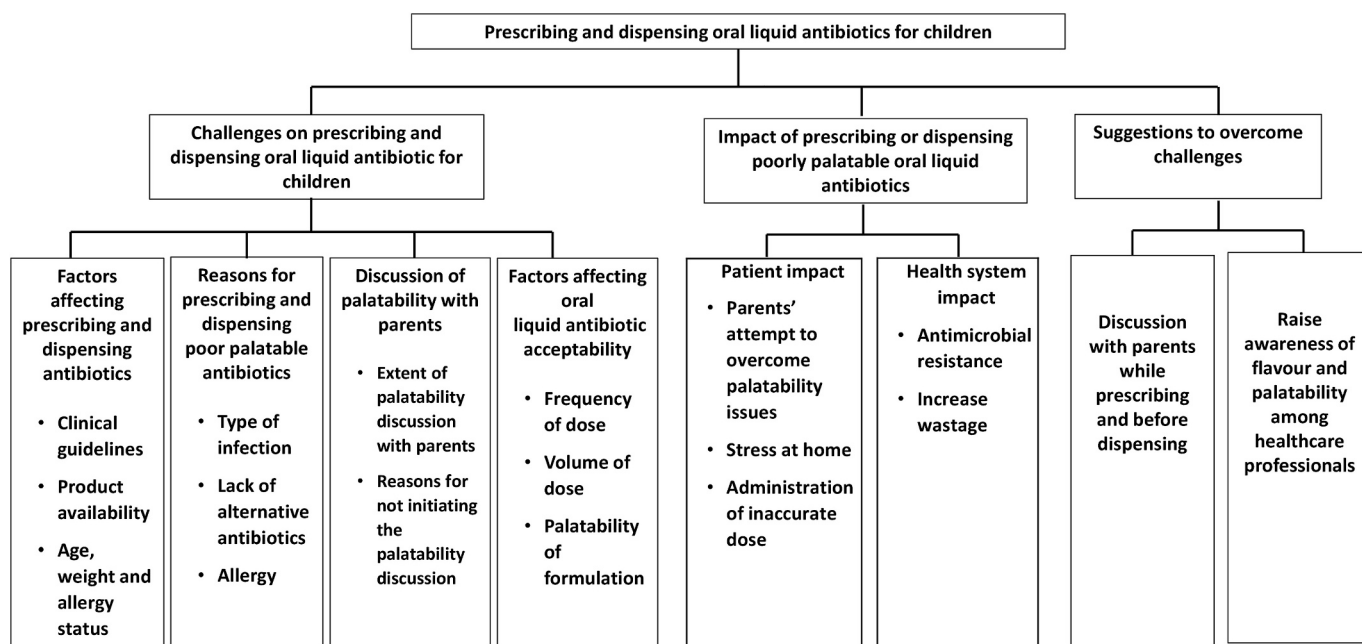 Prescribing and dispensing oral liquid antibiotics for children
Challenges on prescribing and
dispensing oral liquid antibiotic for
children
Impact of prescribing or dispensing
poorly palatable oral liquid
antibiotics
Suggestions to overcome
challenges
Factors
affecting
prescribing and
dispensing
antibiotics
• Clinical
guidelines
• Product
availability
• Age,
weight and
allergy
status
Reasons for
prescribing and
dispensing
poor palatable
antibiotics
• Type of
infection
• Lack of
alternative
antibiotics
• Allergy
Discussion of
palatability with
parents
• Extent of
palatability
discussion
with parents
• Reasons for
not initiating
the
palatability
discussion
Factors affecting
oral
liquid antibiotic
acceptability
• Frequency
of dose
• Volume of
dose
• Palatability
of
formulation
Patient impact
• Parents’
attempt to
overcome
palatability
issues
• Stress at home
• Administration
of inaccurate
dose
Health system
impact
• Antimicrobial
resistance
• Increase
wastage
Discussion
with parents
while
prescribing
and before
dispensing
Raise
awareness of
flavour and
palatability
among
healthcare
professionals